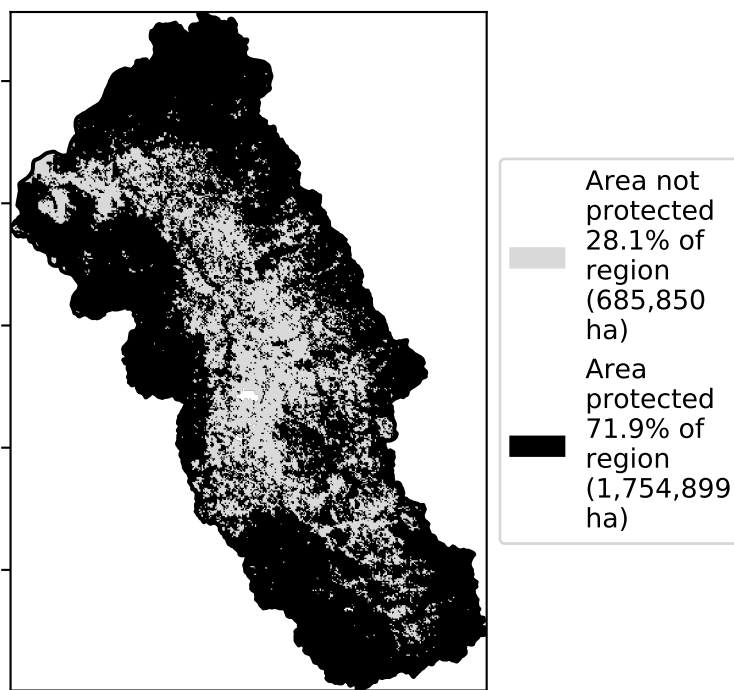 Area not
protected
28.1% of
region
(685,850
ha)
Area
protected
71.9% of
region
(1,754,899
ha)